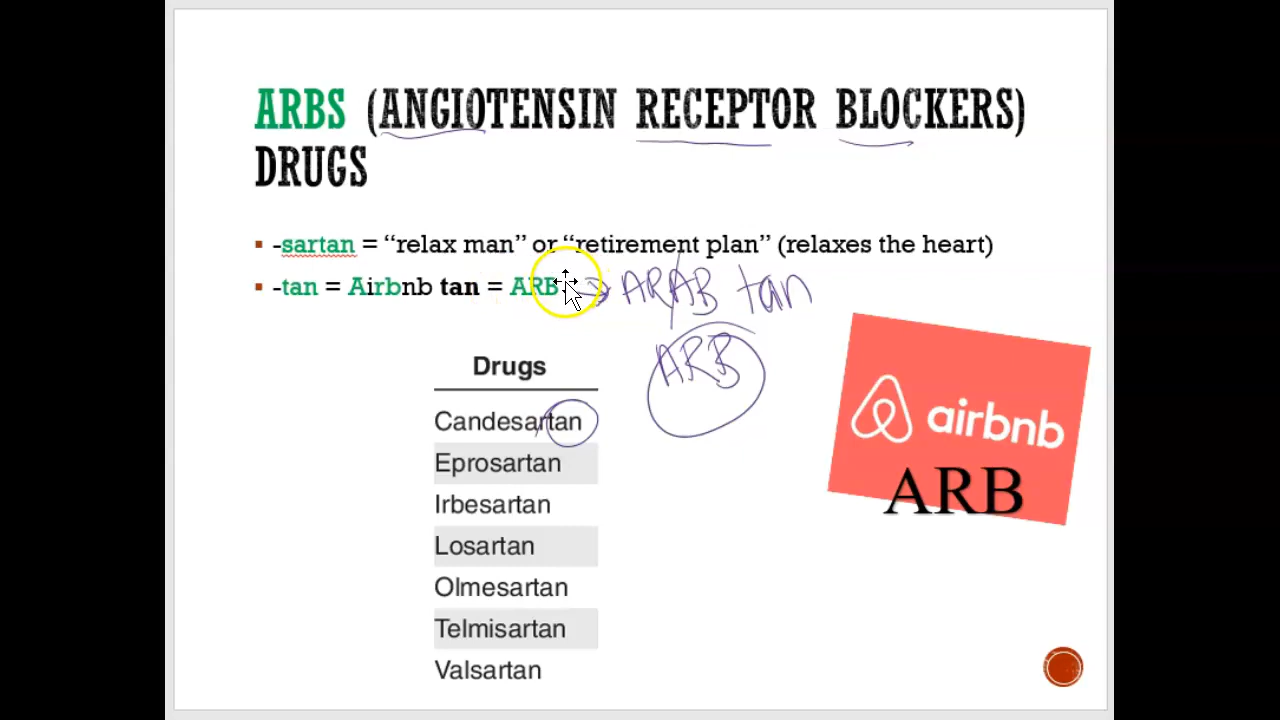 ARBS (ANGIOTENSIN RECEPTOR BLOCKERS)
DRUGS
-sartan = “relax man” or “retirement plan” (relaxes the heart)
-tan = Airbnb tan = ARB
ARAB tan
ARB
Drugs
Candesartan
Eprosartan
Irbesartan
Losartan
Olmesartan
Telmisartan
Valsartan
airbnb
ARB